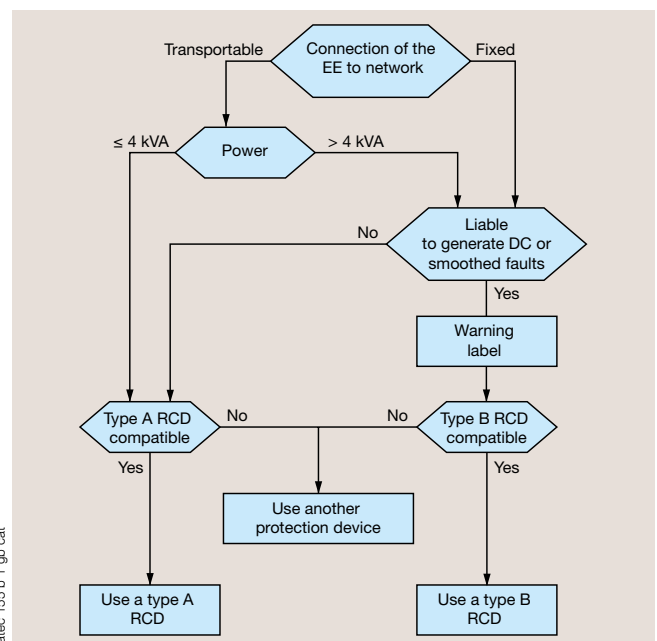 Transportable
Connection of the
EE to network
Fixed
≤ 4 kVA
Power
> 4 kVA
No
Liable
to generate DC or
smoothed faults
Yes
Warning
label
Type A RCD
compatible
No
No
Type B RCD
compatible
Yes
Yes
Use another
protection device
Use a type A
RCD
Use a type B
RCD
gb cat